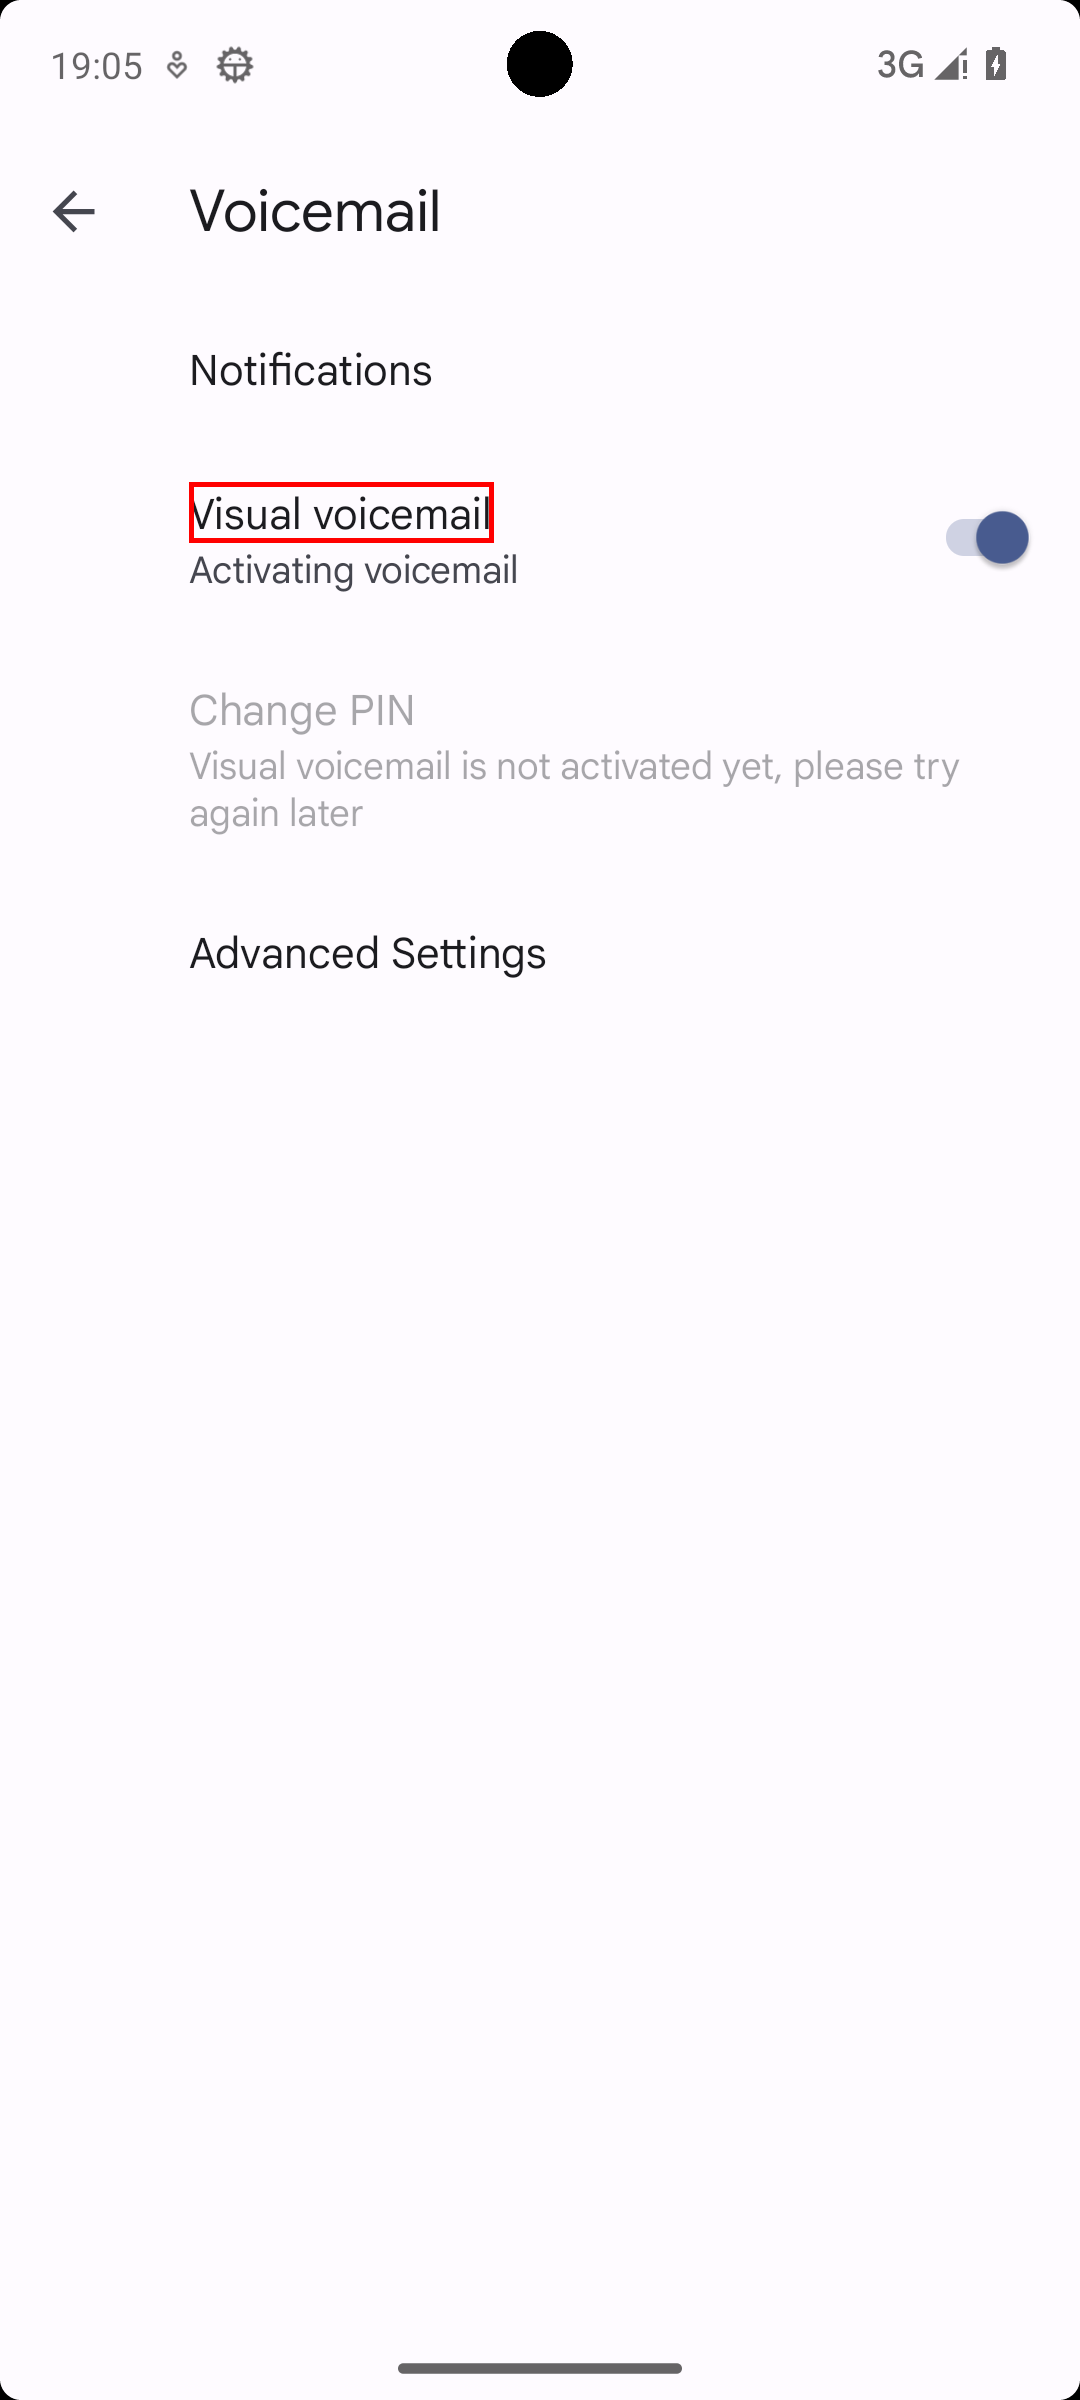 19:05
3G
Voicemail
Notifications
Visual voicemail
Activating voicemail
Change PIN
Visual voicemail is not activated yet, please try
again later
Advanced Settings